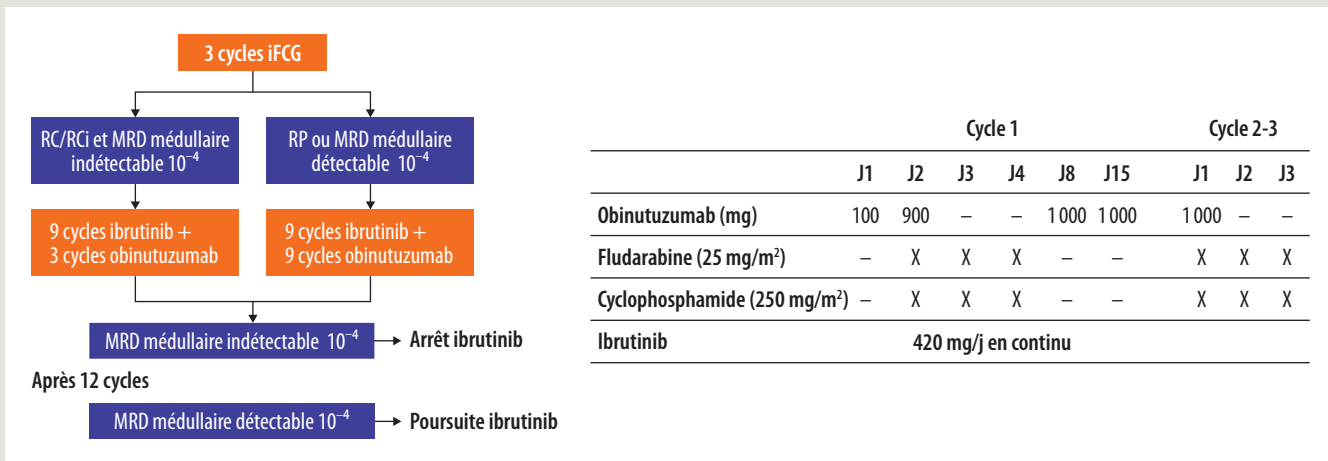 3 cycles iFCG
RC/RCi et MRD médullaire
indétectable 10⁻⁴
RP ou MRD médullaire
détectable 10⁻⁴
9 cycles ibrutinib +
3 cycles obinutuzumab
9 cycles ibrutinib +
9 cycles obinutuzumab
MRD médullaire indétectable 10⁻⁴
Arrêt ibrutinib
Après 12 cycles
MRD médullaire détectable 10⁻⁴
Poursuite ibrutinib
Cycle 1 Cycle 2-3
J1 J2 J3 J4 J8 J15 J1 J2 J3
Obinutuzumab (mg) 100 900 – – 1 000 1 000 1 000 – –
Fludarabine (25 mg/m²) – X X X – – X X X
Cyclophosphamide (250 mg/m²) – X X X – – X X X
Ibrutinib 420 mg/j en continu